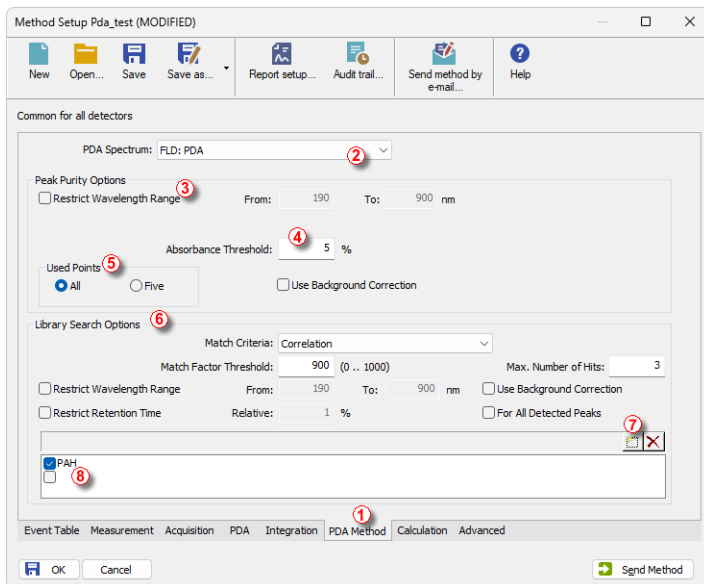 Method Setup Pda_test (MODIFIED)
New Open... Save Save as... Report setup... Audit trail... Send method by e-mail... Help
Common for all detectors
PDA Spectrum: FLD: PDA 2
Peak Purity Options
Restrict Wavelength Range 3 From: 190 To: 900 nm
Absorbance Threshold: 4 5 %
Used Points 5
All Five Use Background Correction
Library Search Options 6
Match Criteria: Correlation
Match Factor Threshold: 900 (0 .. 1000) Max. Number of Hits: 3
Restrict Wavelength Range From: 190 To: 900 nm Use Background Correction
Restrict Retention Time Relative: 1 % For All Detected Peaks
7
PAH
8
1
Event Table Measurement Acquisition PDA Integration PDA Method Calculation Advanced
OK Cancel Send Method